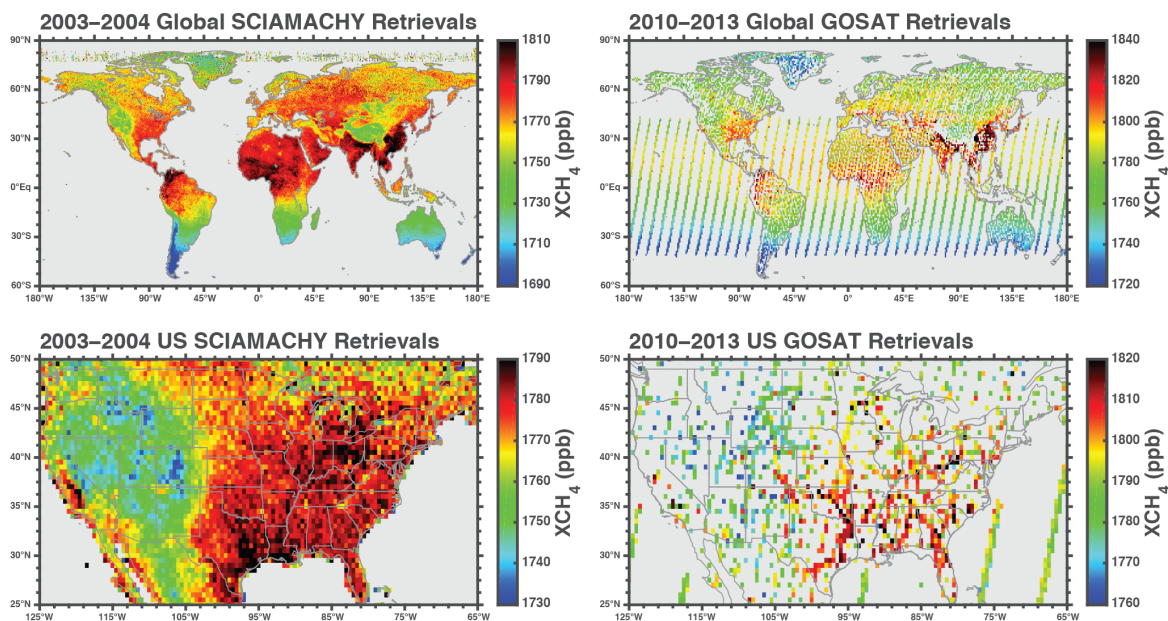 2003–2004 Global SCIAMACHY Retrievals
90°N
60°N
30°N
0°Eq
30°S
60°S
180°W 135°W 90°W 45°W 0° 45°E 90°E 135°E 180°E
1810
1790
1770
1750
1730
1710
1690
XCH4 (ppb)
2010–2013 Global GOSAT Retrievals
90°N
60°N
30°N
0°Eq
30°S
60°S
180°W 135°W 90°W 45°W 0° 45°E 90°E 135°E 180°E
1840
1820
1800
1780
1760
1740
1720
XCH4 (ppb)
2003–2004 US SCIAMACHY Retrievals
50°N
45°N
40°N
35°N
30°N
25°N
125°W 115°W 105°W 95°W 85°W 75°W 65°W
1790
1780
1770
1760
1750
1740
1730
XCH4 (ppb)
2010–2013 US GOSAT Retrievals
50°N
45°N
40°N
35°N
30°N
25°N
125°W 115°W 105°W 95°W 85°W 75°W 65°W
1820
1810
1800
1790
1780
1770
1760
XCH4 (ppb)